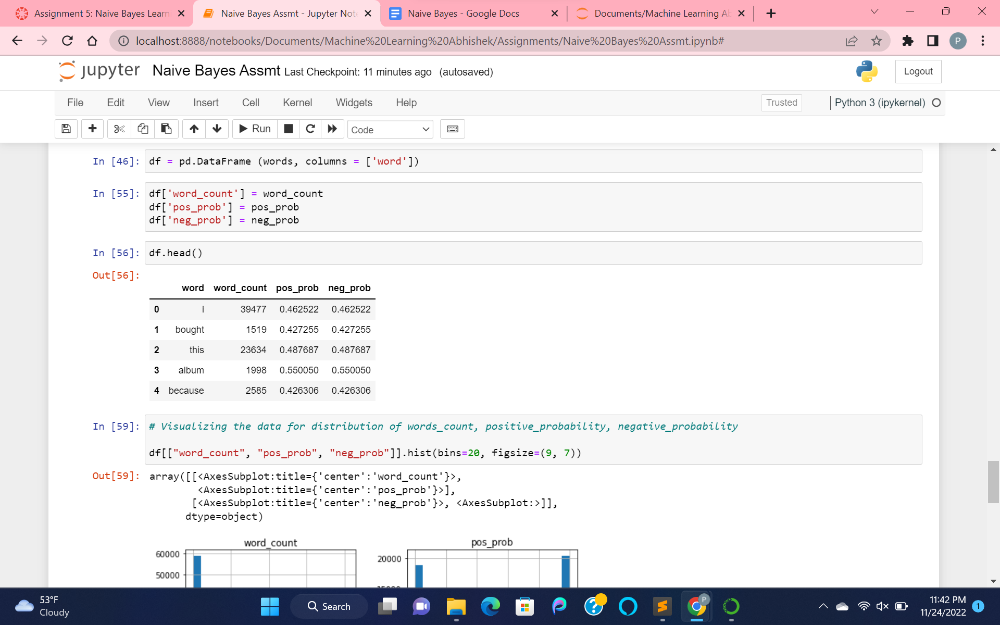 Assignment 5: Naive Bayes Learn
Naive Bayes Assmt - Jupyter Note
Naive Bayes - Google Docs
Documents/Machine Learning Ab
localhost:8888/notebooks/Documents/Machine%20Learning%20Abhishek/Assignments/Naive%20Bayes%20Assmt.ipynb#
P
jupyter Naive Bayes Assmt Last Checkpoint: 11 minutes ago (autosaved)
Logout
File Edit View Insert Cell Kernel Widgets Help
Trusted
Python 3 (ipykernel)
Run
Code
In [46]: df = pd.DataFrame (words, columns = ['word'])
In [55]: df['word_count'] = word_count
df['pos_prob'] = pos_prob
df['neg_prob'] = neg_prob
In [56]: df.head()
Out[56]:
word word_count pos_prob neg_prob
0 i 39477 0.462522 0.462522
1 bought 1519 0.427255 0.427255
2 this 23634 0.487687 0.487687
3 album 1998 0.550050 0.550050
4 because 2585 0.426306 0.426306
In [59]: # Visualizing the data for distribution of words_count, positive_probability, negative_probability
df[["word_count", "pos_prob", "neg_prob"]].hist(bins=20, figsize=(9, 7))
Out[59]: array([[<AxesSubplot:title={'center':'word_count'}>,
<AxesSubplot:title={'center':'pos_prob'}>],
[<AxesSubplot:title={'center':'neg_prob'}>, <AxesSubplot:>]],
dtype=object)
word_count
60000
50000
pos_prob
20000
53°F
Cloudy
Search
P
11:42 PM
11/24/2022
1